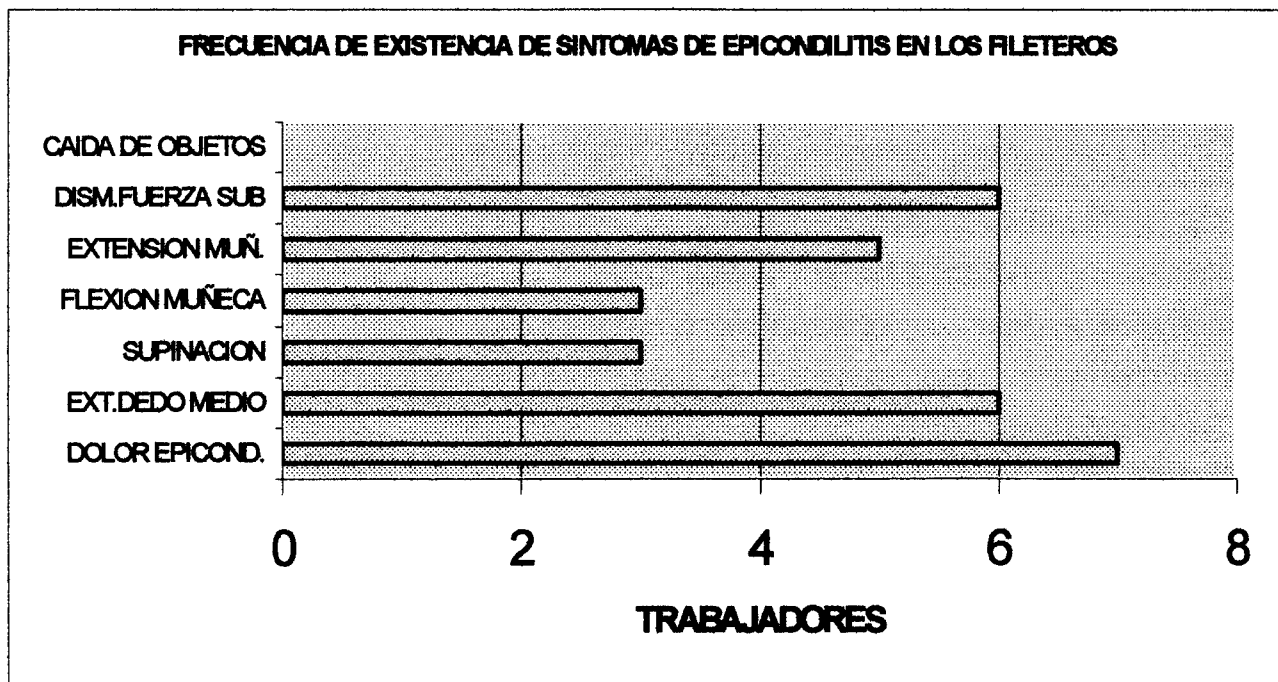 FRECUENCIA DE EXISTENCIA DE SINTOMAS DE EPICONDILITIS EN LOS FILETEROS
CAIDA DE OBJETOS
DISM.FUERZA SUB
EXTENSION MUÑ.
FLEXION MUÑECA
SUPINACION
EXT.DEDO MEDIO
DOLOR EPICOND.
0 2 4 6 8
TRABAJADORES